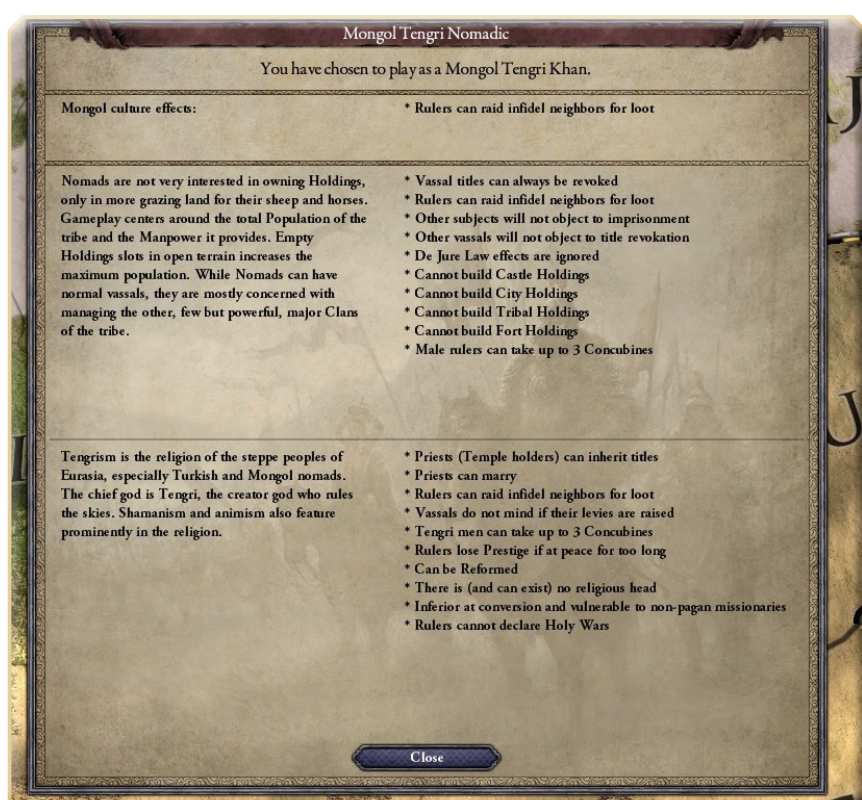 Mongol Tengri Nomadic
You have chosen to play as a Mongol Tengri Khan.
Mongol culture effects:
* Rulers can raid infidel neighbors for loot
Nomads are not very interested in owning Holdings,
only in more grazing land for their sheep and horses.
Gameplay centers around the total Population of the
tribe and the Manpower it provides. Empty
Holdings slots in open terrain increases the
maximum population. While Nomads can have
normal vassals, they are mostly concerned with
managing the other, few but powerful, major Clans
of the tribe.
* Vassal titles can always be revoked
* Rulers can raid infidel neighbors for loot
* Other subjects will not object to imprisonment
* Other vassals will not object to title revokation
* De Jure Law effects are ignored
* Cannot build Castle Holdings
* Cannot build City Holdings
* Cannot build Tribal Holdings
* Cannot build Fort Holdings
* Male rulers can take up to 3 Concubines
Tengrism is the religion of the steppe peoples of
Eurasia, especially Turkish and Mongol nomads.
The chief god is Tengri, the creator god who rules
the skies. Shamanism and animism also feature
prominently in the religion.
* Priests (Temple holders) can inherit titles
* Priests can marry
* Rulers can raid infidel neighbors for loot
* Vassals do not mind if their levies are raised
* Tengri men can take up to 3 Concubines
* Rulers lose Prestige if at peace for too long
* Can be Reformed
* There is (and can exist) no religious head
* Inferior at conversion and vulnerable to non-pagan missionaries
* Rulers cannot declare Holy Wars
Close